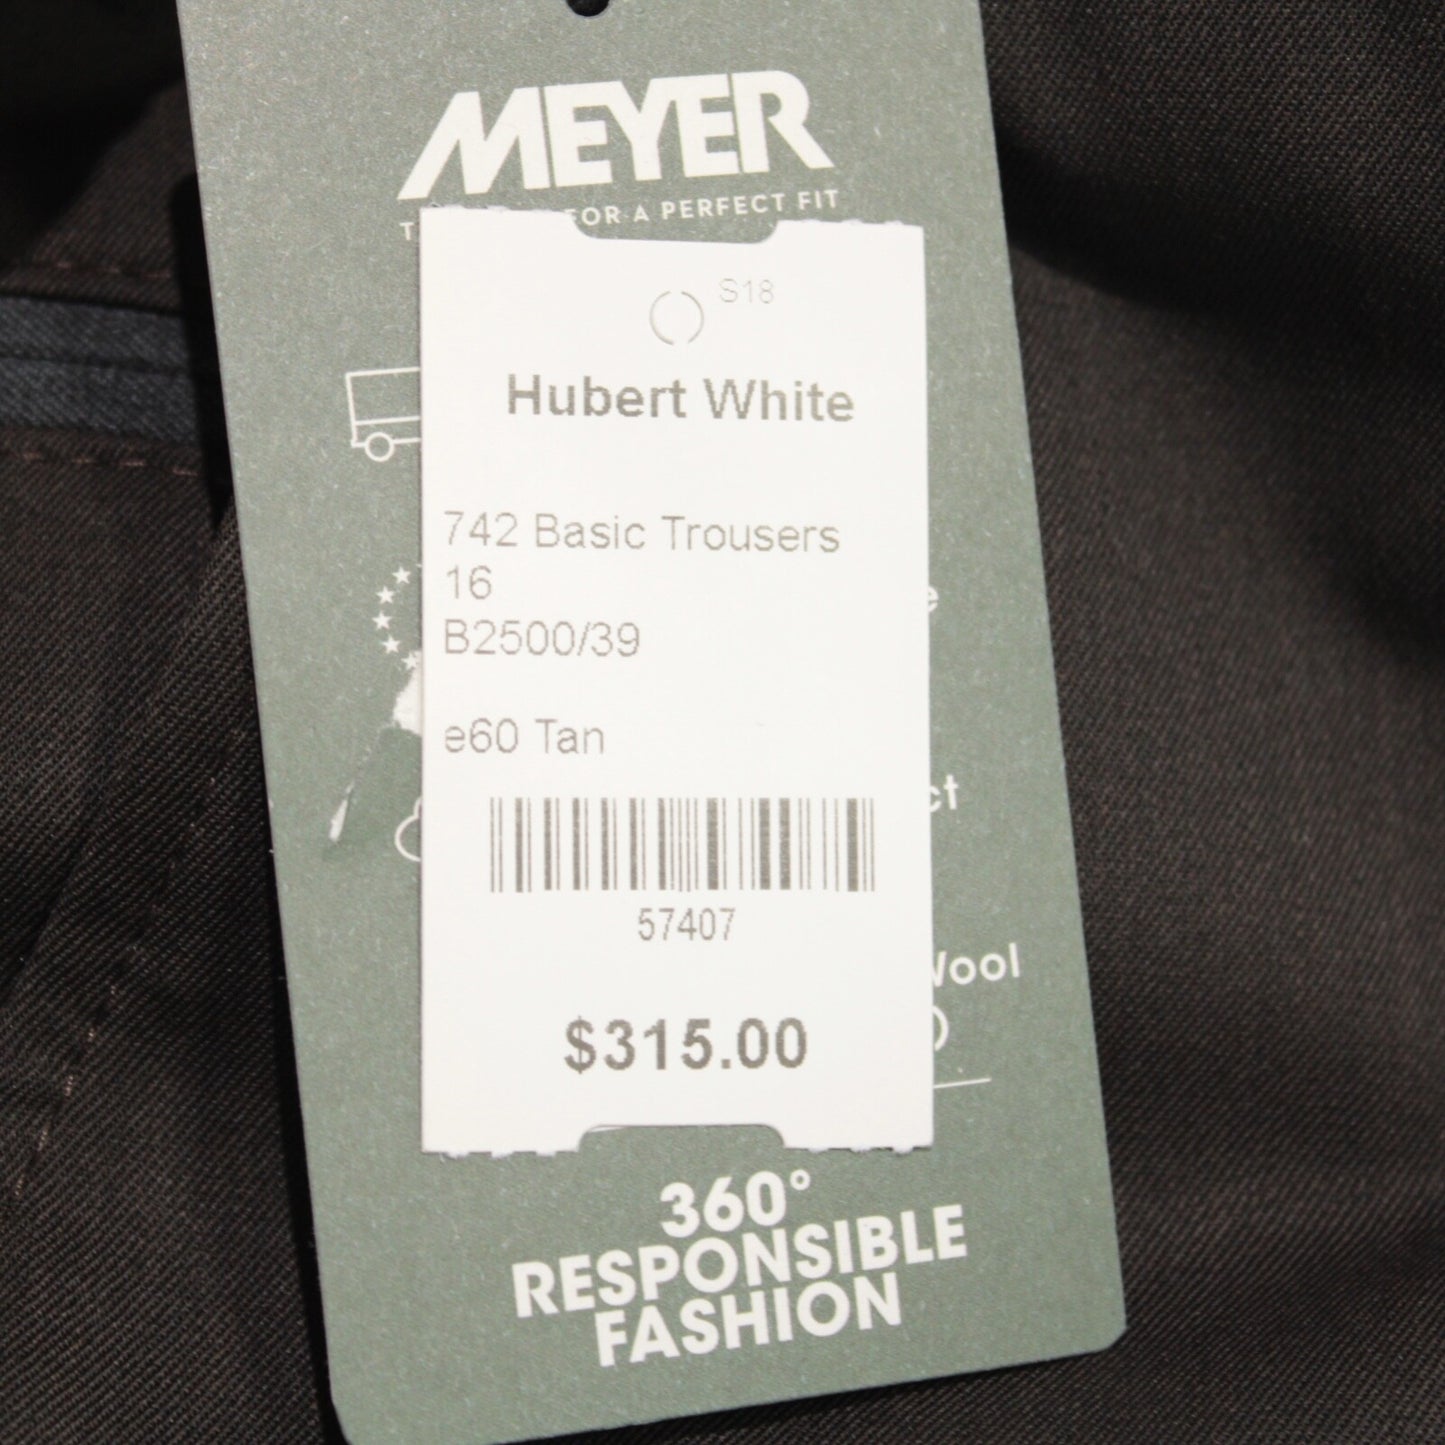 MEYER
FOR A PERFECT FIT
S18
Hubert White
742 Basic Trousers
16
B2500/39
e60 Tan
57407
$315.00
360°
RESPONSIBLE
FASHION